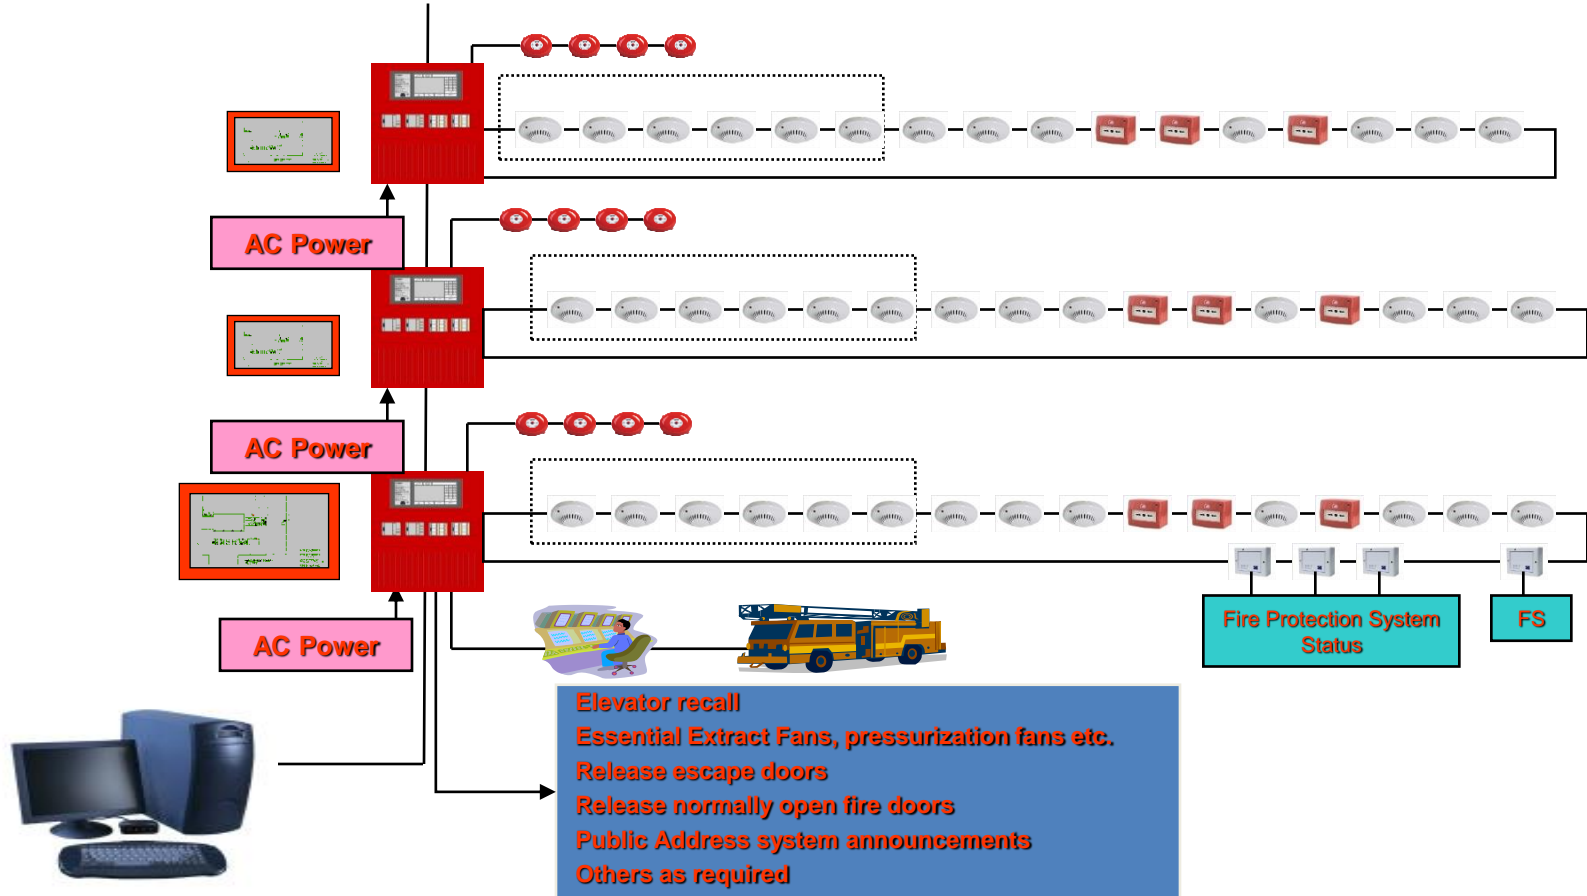 AC Power
AC Power
AC Power
Fire Protection System
Status
FS
Elevator recall
Essential Extract Fans, pressurization fans etc.
Release escape doors
Release normally open fire doors
Public Address system announcements
Others as required